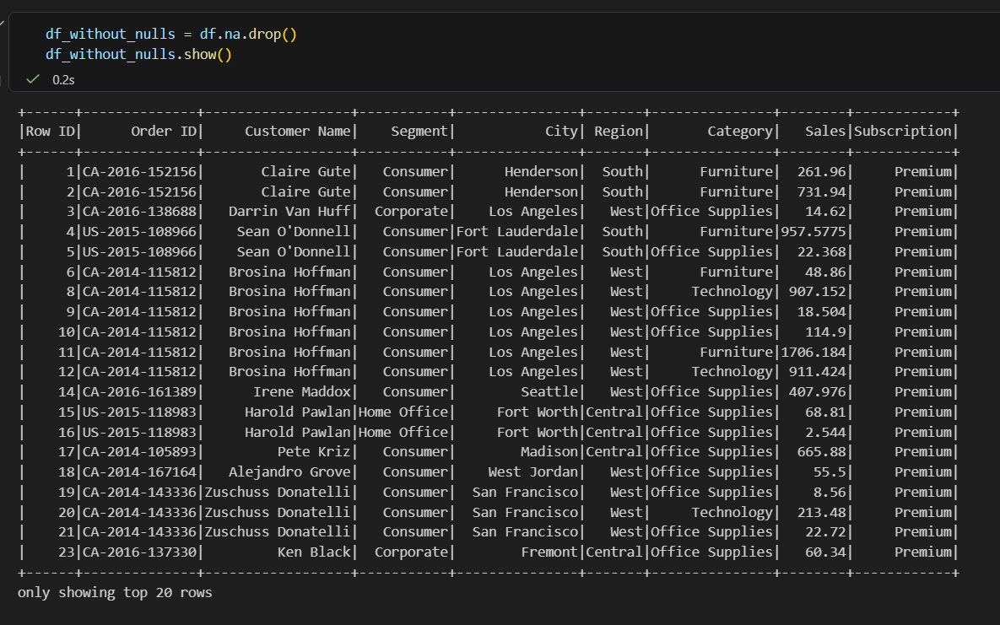 df_without_nulls = df.na.drop()
df_without_nulls.show()
0.2s
+------+--------------+------------------+-----------+---------------+-------+---------------+--------+------------+
|Row ID|      Order ID|     Customer Name|    Segment|           City| Region|       Category|   Sales|Subscription|
+------+--------------+------------------+-----------+---------------+-------+---------------+--------+------------+
|     1|CA-2016-152156|       Claire Gute|   Consumer|      Henderson|  South|      Furniture|  261.96|     Premium|
|     2|CA-2016-152156|       Claire Gute|   Consumer|      Henderson|  South|      Furniture|  731.94|     Premium|
|     3|CA-2016-138688|   Darrin Van Huff|  Corporate|    Los Angeles|   West|Office Supplies|   14.62|     Premium|
|     4|US-2015-108966|    Sean O'Donnell|   Consumer|Fort Lauderdale|  South|      Furniture|957.5775|     Premium|
|     5|US-2015-108966|    Sean O'Donnell|   Consumer|Fort Lauderdale|  South|Office Supplies|  22.368|     Premium|
|     6|CA-2014-115812|   Brosina Hoffman|   Consumer|    Los Angeles|   West|      Furniture|   48.86|     Premium|
|     8|CA-2014-115812|   Brosina Hoffman|   Consumer|    Los Angeles|   West|     Technology| 907.152|     Premium|
|     9|CA-2014-115812|   Brosina Hoffman|   Consumer|    Los Angeles|   West|Office Supplies|  18.504|     Premium|
|    10|CA-2014-115812|   Brosina Hoffman|   Consumer|    Los Angeles|   West|Office Supplies|   114.9|     Premium|
|    11|CA-2014-115812|   Brosina Hoffman|   Consumer|    Los Angeles|   West|      Furniture|1706.184|     Premium|
|    12|CA-2014-115812|   Brosina Hoffman|   Consumer|    Los Angeles|   West|     Technology| 911.424|     Premium|
|    14|CA-2016-161389|      Irene Maddox|   Consumer|        Seattle|   West|Office Supplies| 407.976|     Premium|
|    15|US-2015-118983|     Harold Pawlan|Home Office|     Fort Worth|Central|Office Supplies|   68.81|     Premium|
|    16|US-2015-118983|     Harold Pawlan|Home Office|     Fort Worth|Central|Office Supplies|   2.544|     Premium|
|    17|CA-2014-105893|         Pete Kriz|   Consumer|        Madison|Central|Office Supplies|  665.88|     Premium|
|    18|CA-2014-167164|   Alejandro Grove|   Consumer|    West Jordan|   West|Office Supplies|    55.5|     Premium|
|    19|CA-2014-143336|Zuschuss Donatelli|   Consumer|  San Francisco|   West|Office Supplies|    8.56|     Premium|
|    20|CA-2014-143336|Zuschuss Donatelli|   Consumer|  San Francisco|   West|     Technology|  213.48|     Premium|
|    21|CA-2014-143336|Zuschuss Donatelli|   Consumer|  San Francisco|   West|Office Supplies|   22.72|     Premium|
|    23|CA-2016-137330|         Ken Black|  Corporate|        Fremont|Central|Office Supplies|   60.34|     Premium|
+------+--------------+------------------+-----------+---------------+-------+---------------+--------+------------+
only showing top 20 rows